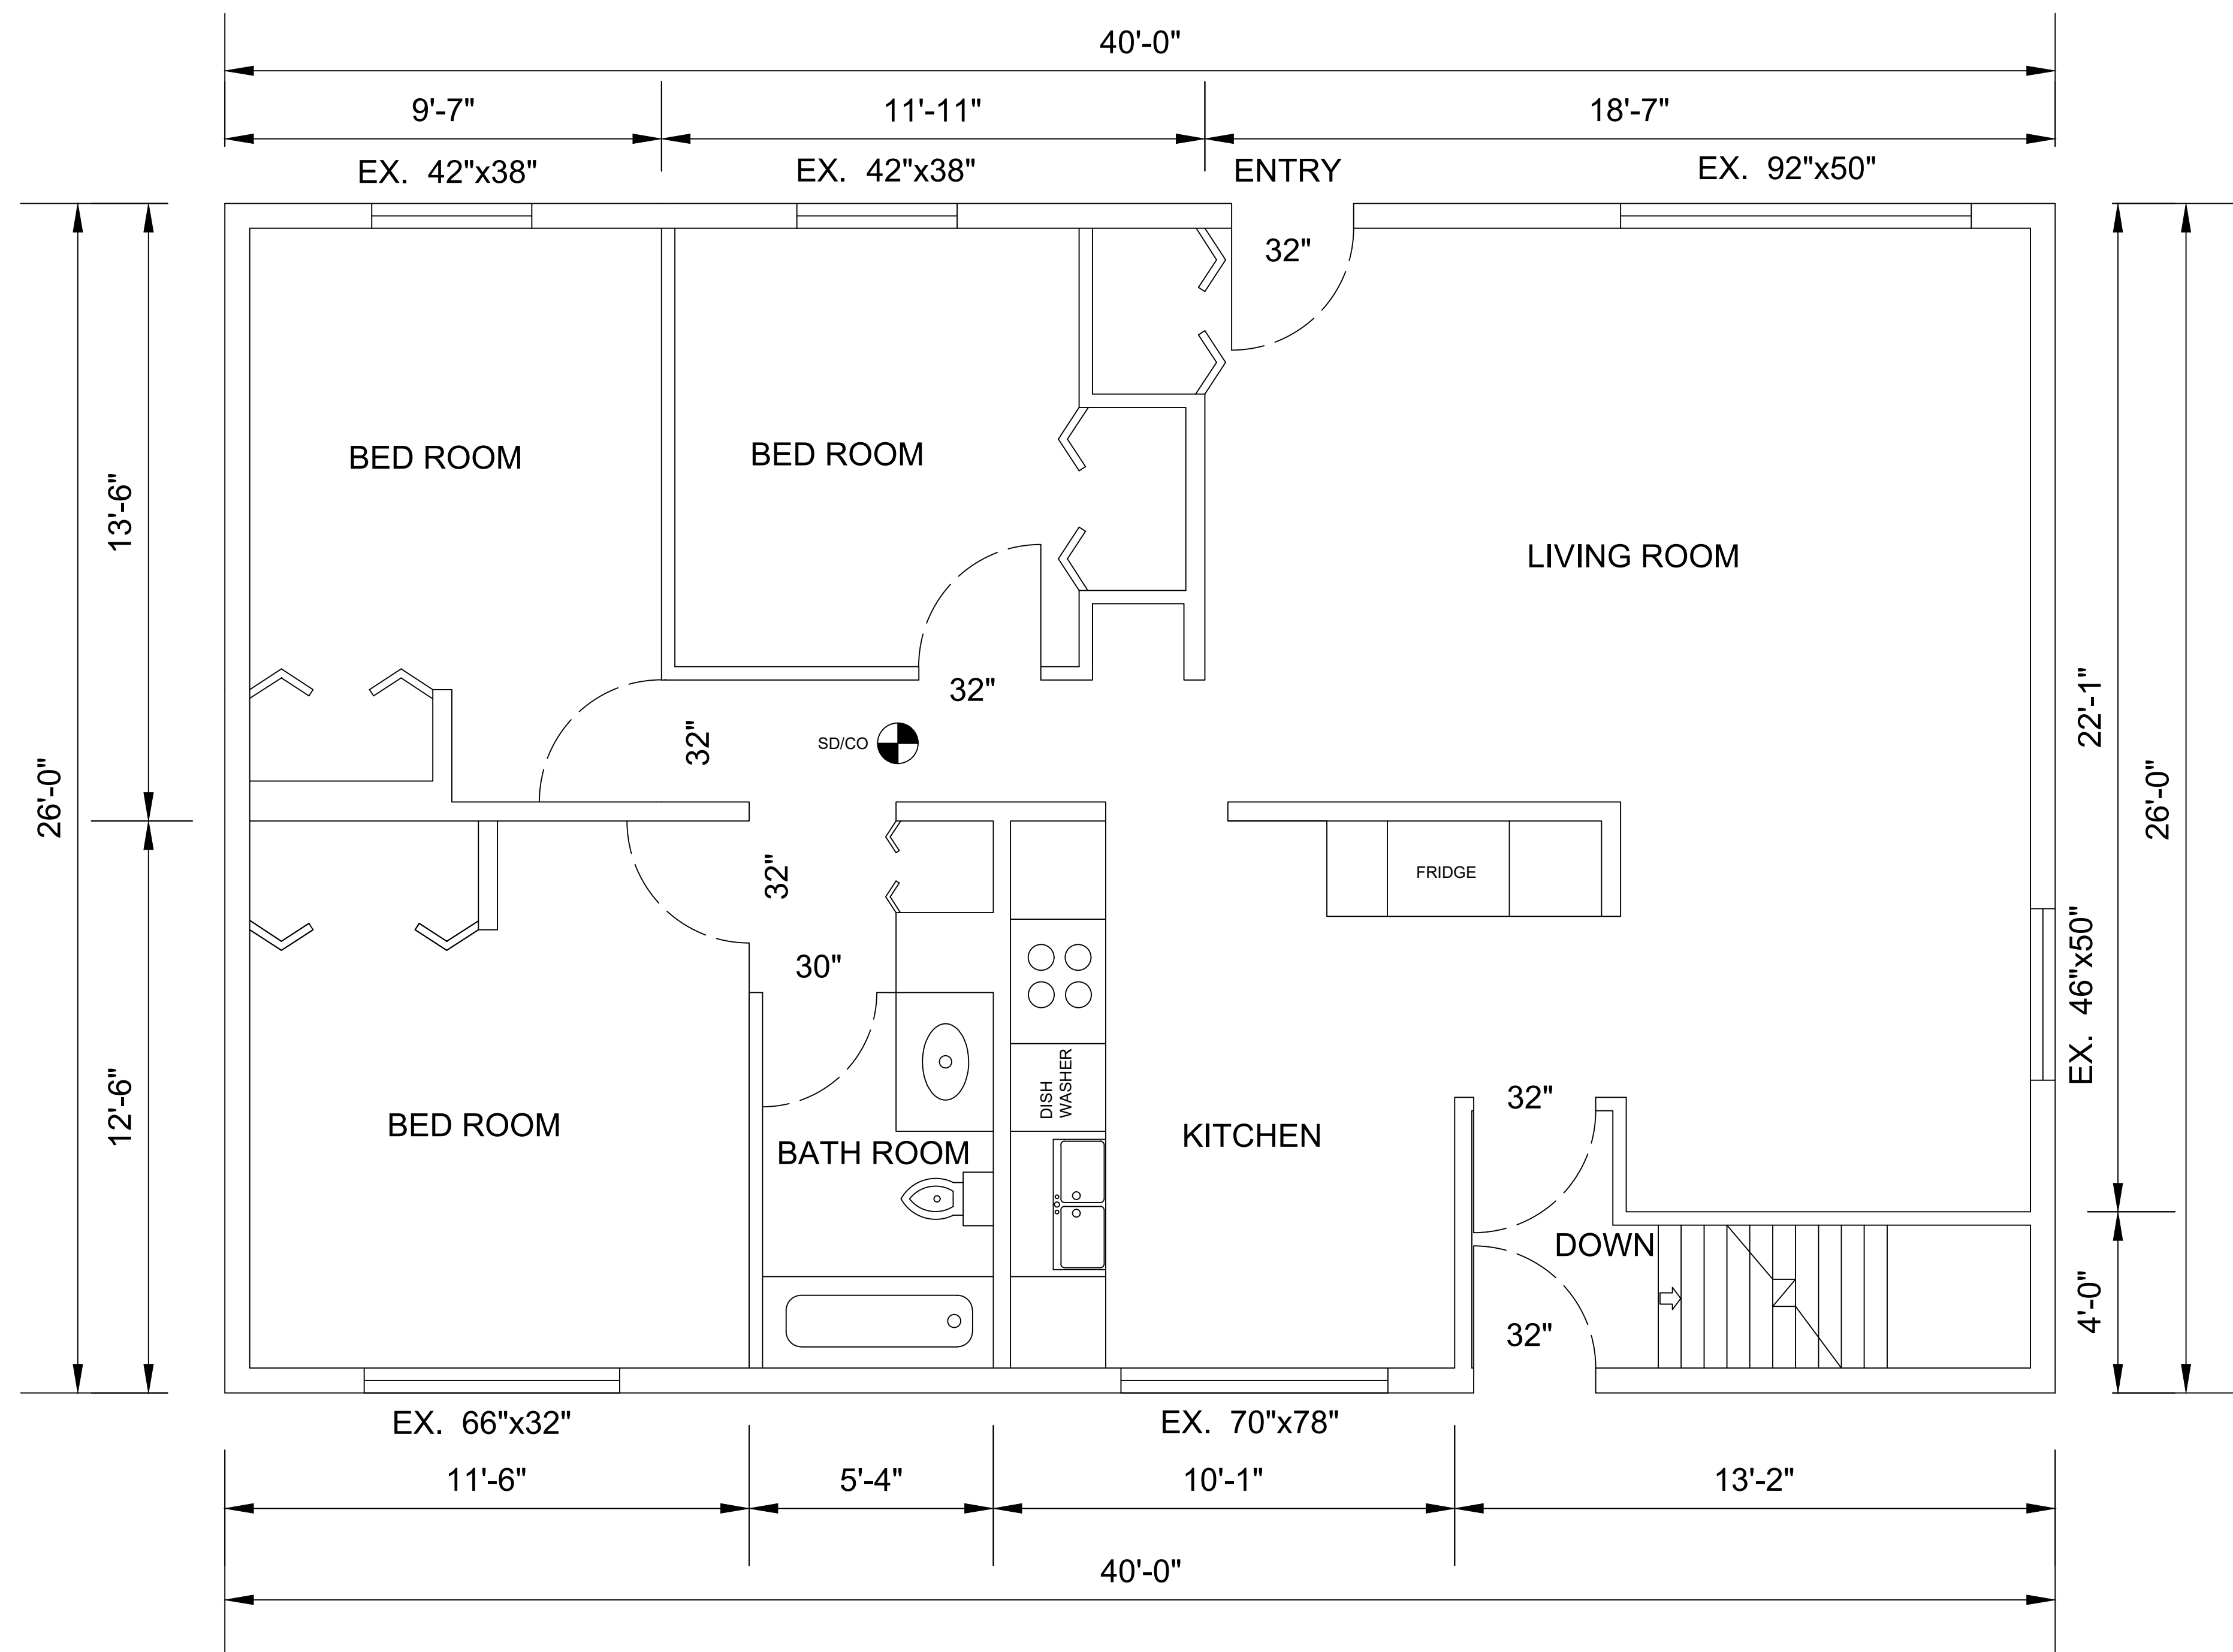 40'-0"
9'-7"
11'-11"
18'-7"
EX. 42"x38"
EX. 42"x38"
ENTRY
EX. 92"x50"
32"
BED ROOM
BED ROOM
13'-6"
LIVING ROOM
32"
32"
SD/CO
22'-1"
26'-0"
26'-0"
32"
FRIDGE
30"
EX. 46"x50"
DISH
WASHER
32"
12'-6"
BED ROOM
BATH ROOM
KITCHEN
DOWN
4'-0"
32"
EX. 66"x32"
EX. 70"x78"
11'-6"
5'-4"
10'-1"
13'-2"
40'-0"